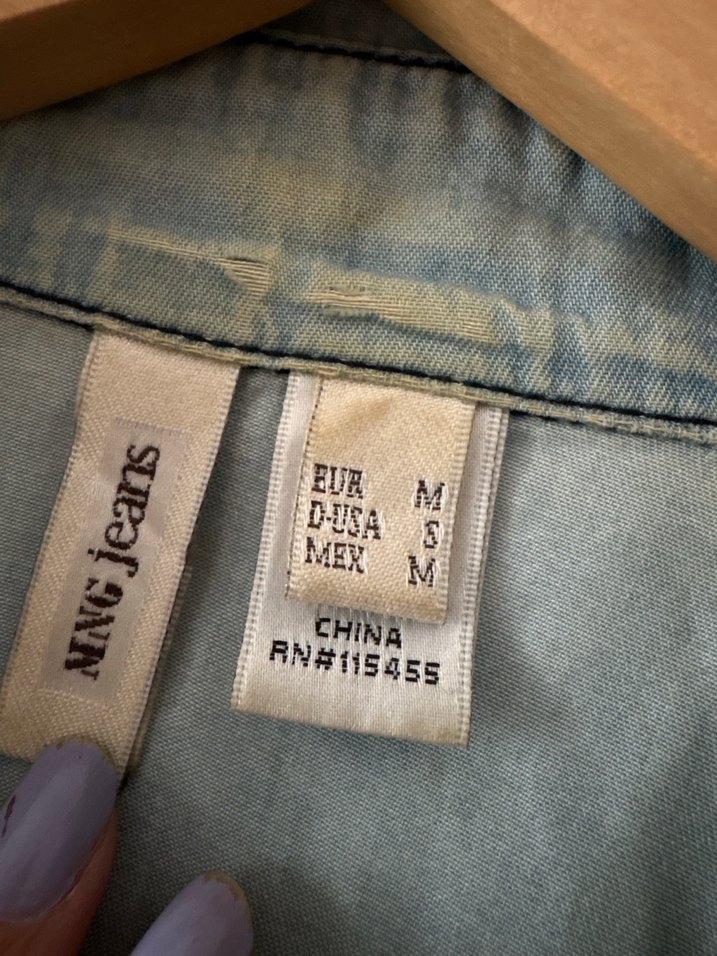 MNG jeans
EUR M
D-USA S
MEX M
CHINA
RN#115455